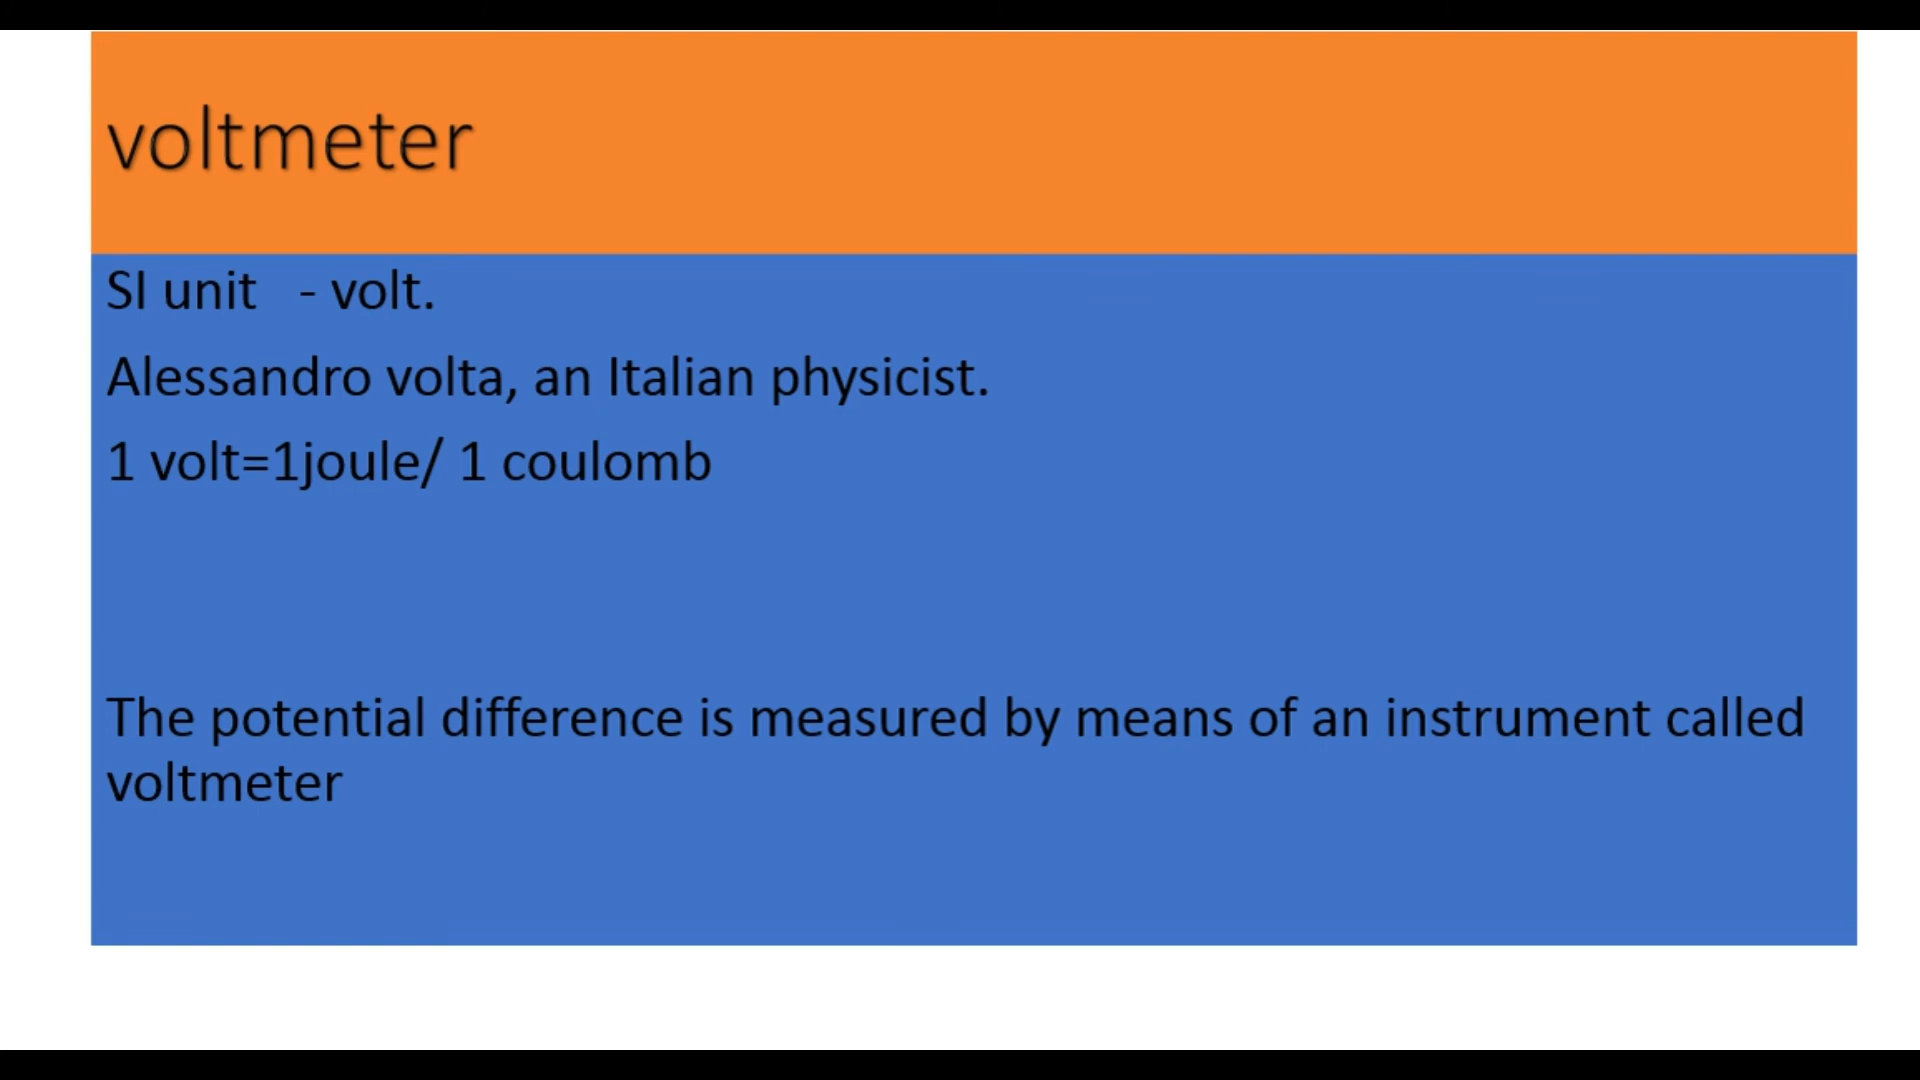 voltmeter
SI unit   - volt.
Alessandro volta, an Italian physicist.
1 volt=1joule/ 1 coulomb
The potential difference is measured by means of an instrument called
voltmeter